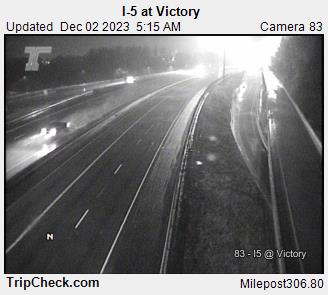 I-5 at Victory
Updated Dec 02 2023 5:15 AM Camera 83
T
N
83 - I5 @ Victory
TripCheck.com Milepost306.80